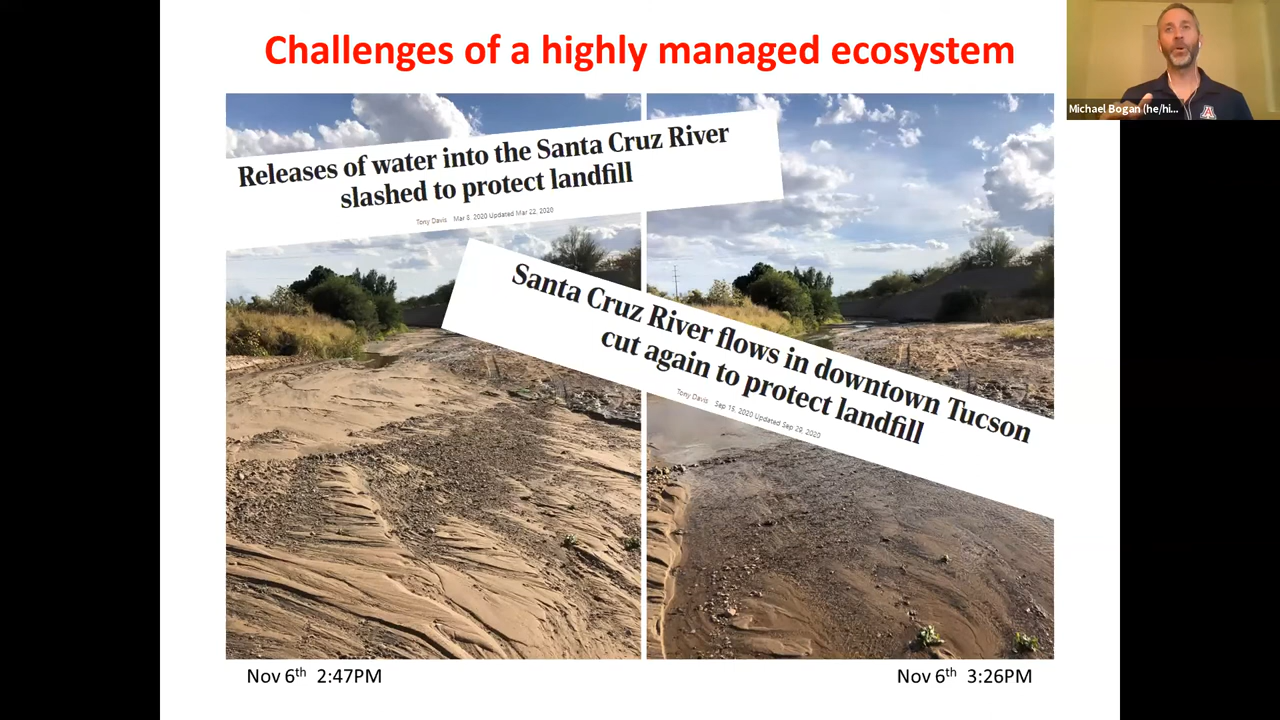 Challenges of a highly managed ecosystem
Michael Bogan (he/hi...
Releases of water into the Santa Cruz River
slashed to protect landfill
Tony Davis Mar 8, 2020 Updated Mar 22, 2020
Santa Cruz River flows in downtown Tucson
cut again to protect landfill
Tony Davis Sep 15, 2020 Updated Sep 29, 2020
Nov 6th 2:47PM
Nov 6th 3:26PM
A